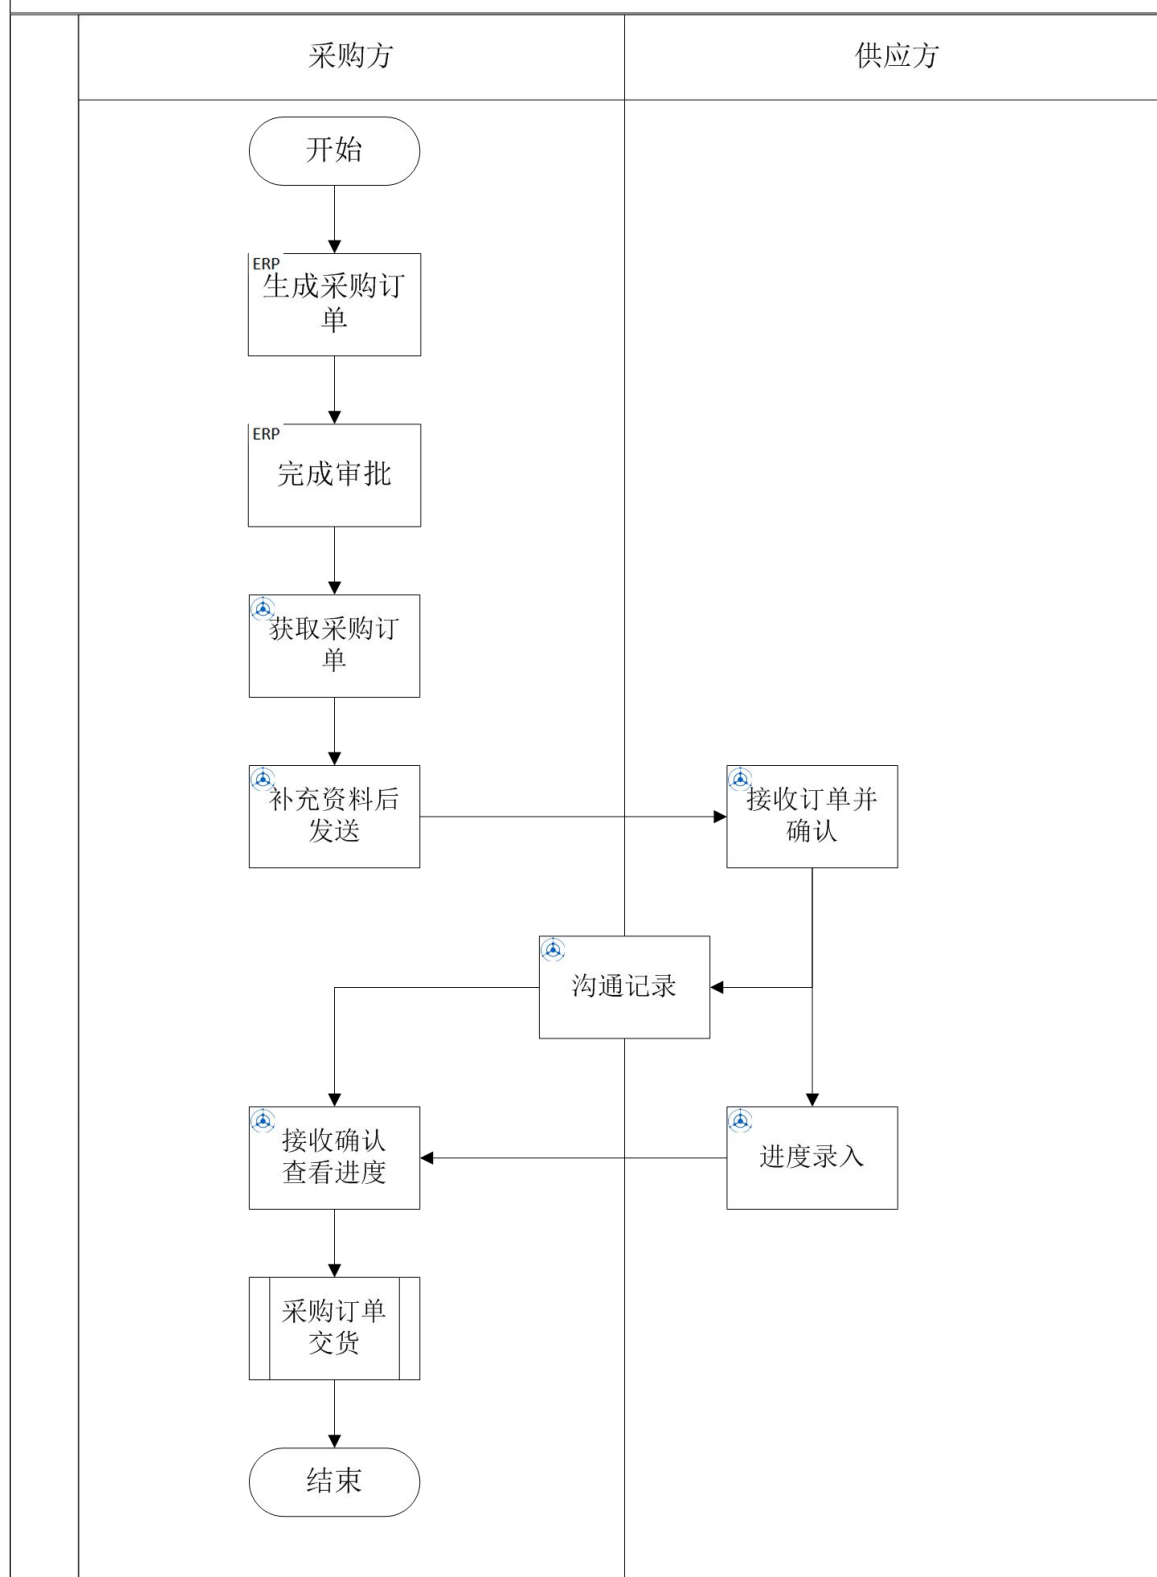 采购方
供应方
开始
ERP
生成采购订
单
ERP
完成审批
获取采购订
单
补充资料后
发送
接收订单并
确认
沟通记录
接收确认
查看进度
进度录入
采购订单
交货
结束